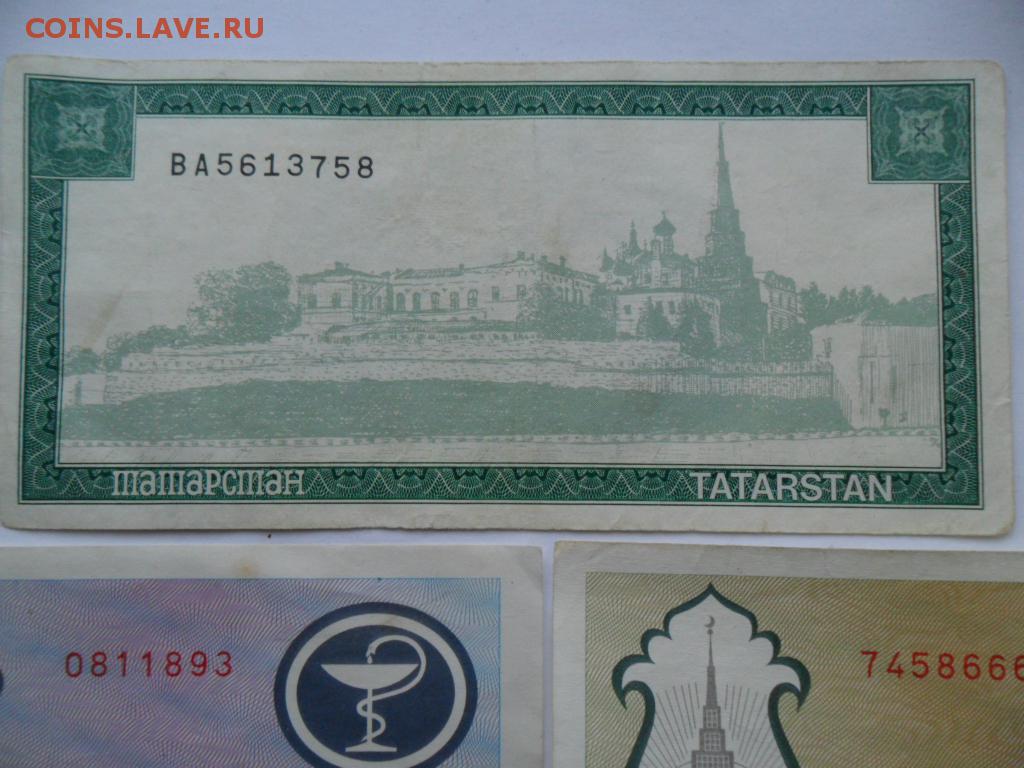 COINS.LAVE.RU
BA5613758
ТАТАРСТАН TATARSTAN
0811893
7458666